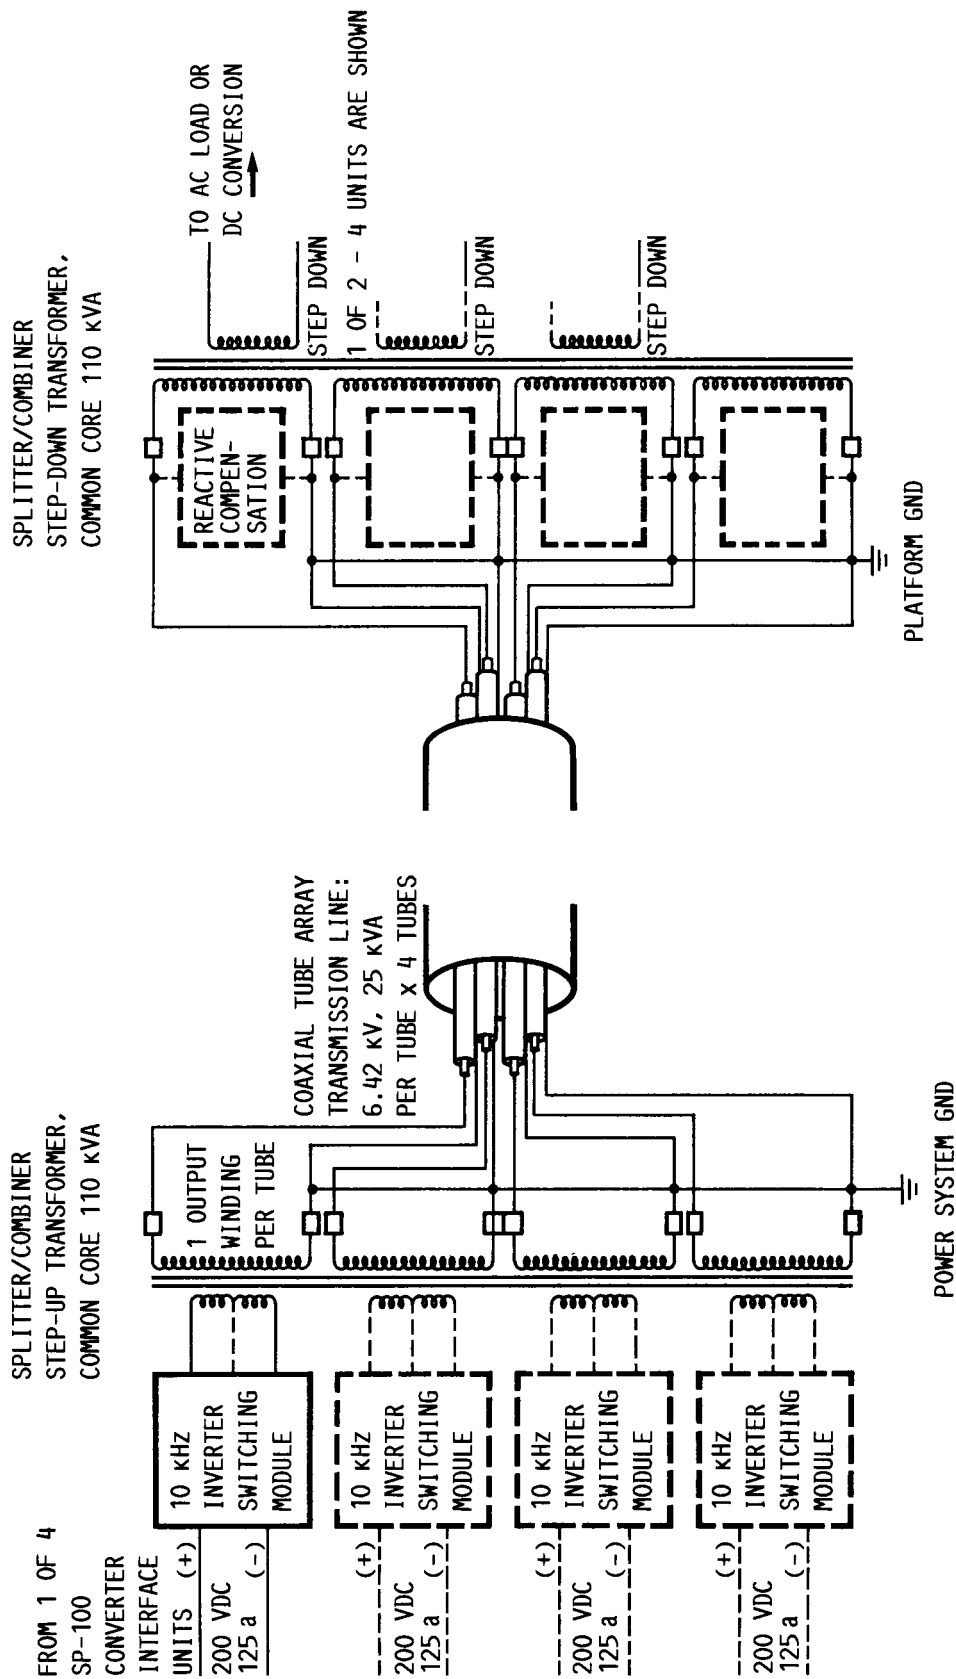 FROM 1 OF 4
SP-100
CONVERTER
INTERFACE
UNITS (+)
200 VDC
125 a (-)
(+)
200 VDC
125 a (-)
(+)
200 VDC
125 a (-)
(+)
200 VDC
125 a (-)
10 KHZ
INVERTER
SWITCHING
MODULE
10 KHZ
INVERTER
SWITCHING
MODULE
10 KHZ
INVERTER
SWITCHING
MODULE
10 KHZ
INVERTER
SWITCHING
MODULE
SPLITTER/COMBINER
STEP-UP TRANSFORMER,
COMMON CORE 110 KVA
1 OUTPUT
WINDING
PER TUBE
POWER SYSTEM GND
COAXIAL TUBE ARRAY
TRANSMISSION LINE:
6.42 KV, 25 KVA
PER TUBE X 4 TUBES
SPLITTER/COMBINER
STEP-DOWN TRANSFORMER,
COMMON CORE 110 KVA
REACTIVE
COMPEN-
SATION
PLATFORM GND
TO AC LOAD OR
DC CONVERSION
STEP DOWN
1 OF 2 - 4 UNITS ARE SHOWN
STEP DOWN
STEP DOWN